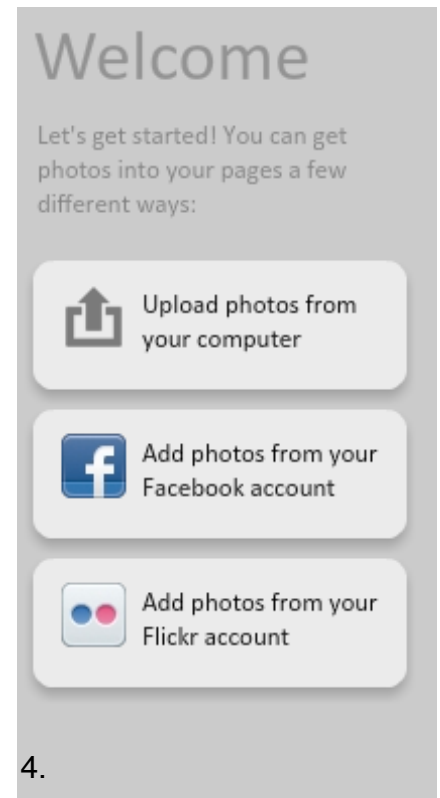 Welcome
Let's get started! You can get
photos into your pages a few
different ways:
Upload photos from
your computer
f
Add photos from your
Facebook account
Add photos from your
Flickr account
4.